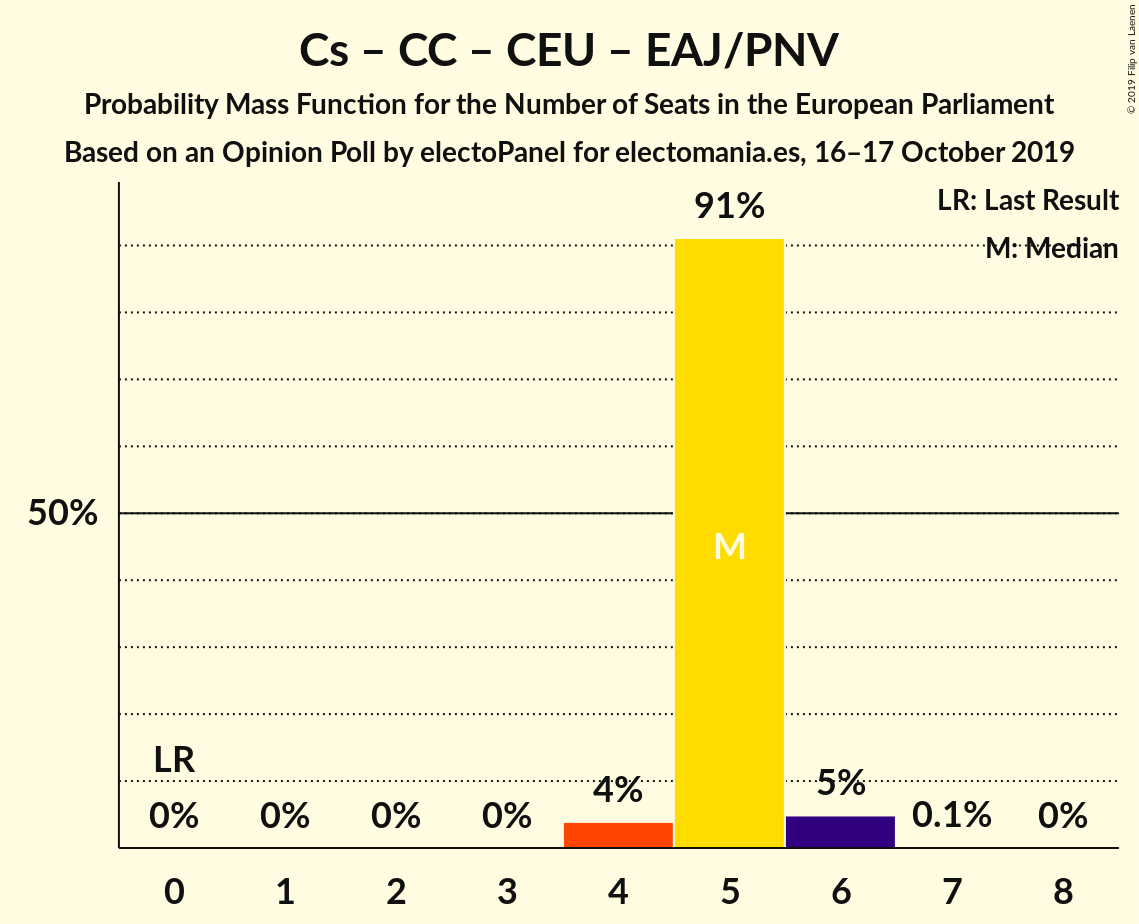 Cs – CC – CEU – EAJ/PNV
Probability Mass Function for the Number of Seats in the European Parliament
Based on an Opinion Poll by electoPanel for electomania.es, 16–17 October 2019
© 2019 Filip van Laenen
LR: Last Result
M: Median
91%
50%
M
LR
0%
0%
0%
0%
4%
5%
0.1%
0%
0 1 2 3 4 5 6 7 8